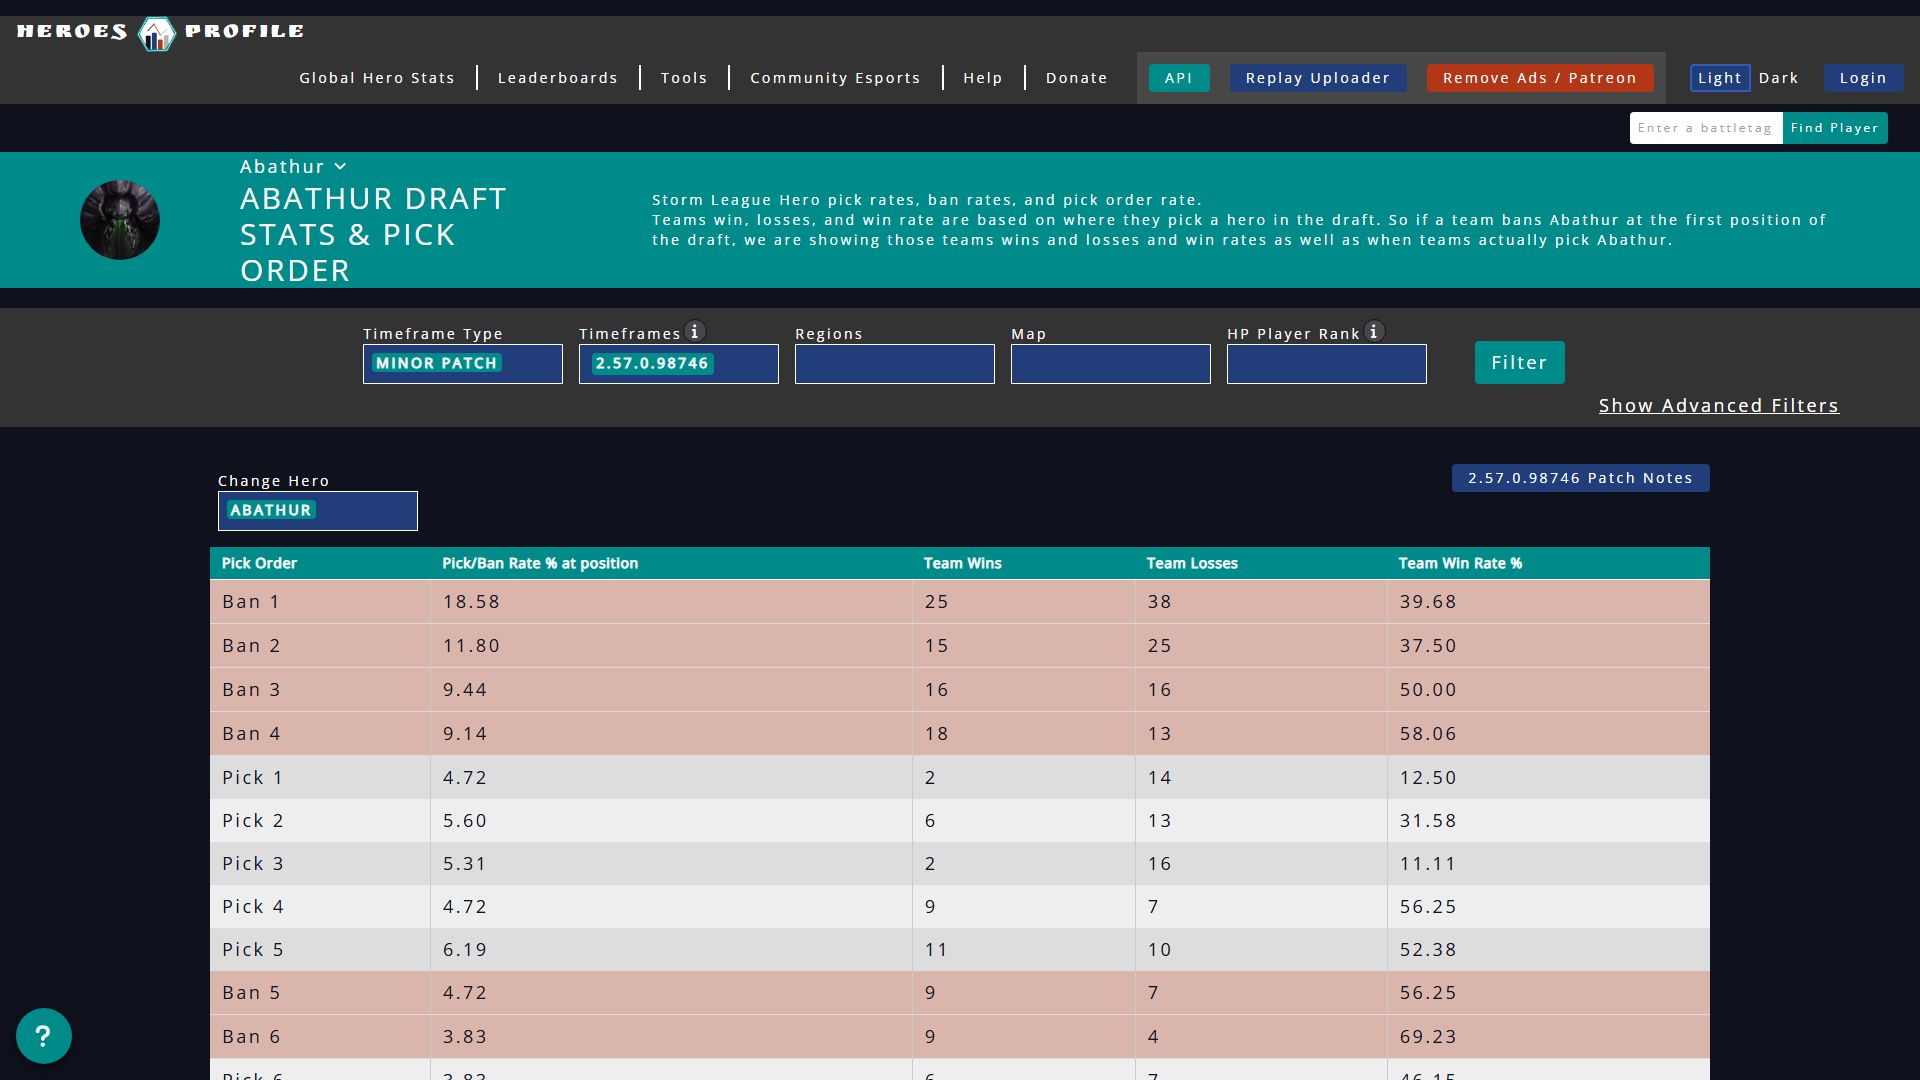 HEROES PROFILE
Global Hero Stats
Leaderboards
Tools
Community Esports
Help
Donate
API
Replay Uploader
Remove Ads / Patreon
Light
Dark
Login
Enter a battletag
Find Player
Abathur
ABATHUR DRAFT
STATS & PICK
ORDER
Storm League Hero pick rates, ban rates, and pick order rate.
Teams win, losses, and win rate are based on where they pick a hero in the draft. So if a team bans Abathur at the first position of
the draft, we are showing those teams wins and losses and win rates as well as when teams actually pick Abathur.
Timeframe Type
MINOR PATCH
Timeframes
2.57.0.98746
Regions
Map
HP Player Rank
Filter
Show Advanced Filters
Change Hero
ABATHUR
2.57.0.98746 Patch Notes
Pick Order Pick/Ban Rate % at position Team Wins Team Losses Team Win Rate %
Ban 1 18.58 25 38 39.68
Ban 2 11.80 15 25 37.50
Ban 3 9.44 16 16 50.00
Ban 4 9.14 18 13 58.06
Pick 1 4.72 2 14 12.50
Pick 2 5.60 6 13 31.58
Pick 3 5.31 2 16 11.11
Pick 4 4.72 9 7 56.25
Pick 5 6.19 11 10 52.38
Ban 5 4.72 9 7 56.25
Ban 6 3.83 9 4 69.23
Pick 6 3.83 6 7 46.15
?